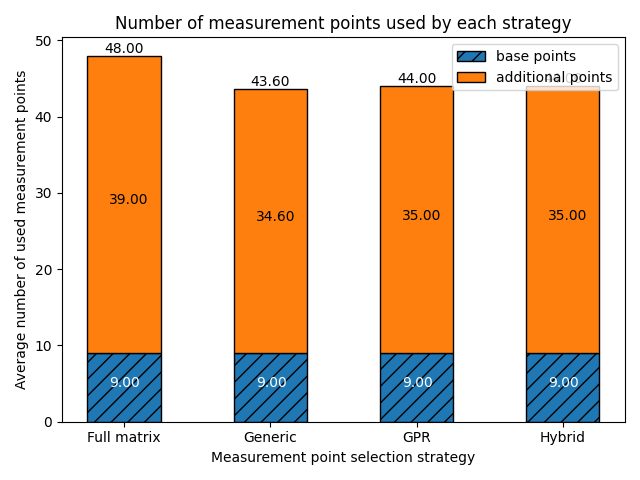 Number of measurement points used by each strategy
base points
additional points
48.00
43.60
44.00
39.00
34.60
35.00
35.00
9.00
9.00
9.00
9.00
50
40
30
20
10
0
Average number of used measurement points
Full matrix
Generic
GPR
Hybrid
Measurement point selection strategy